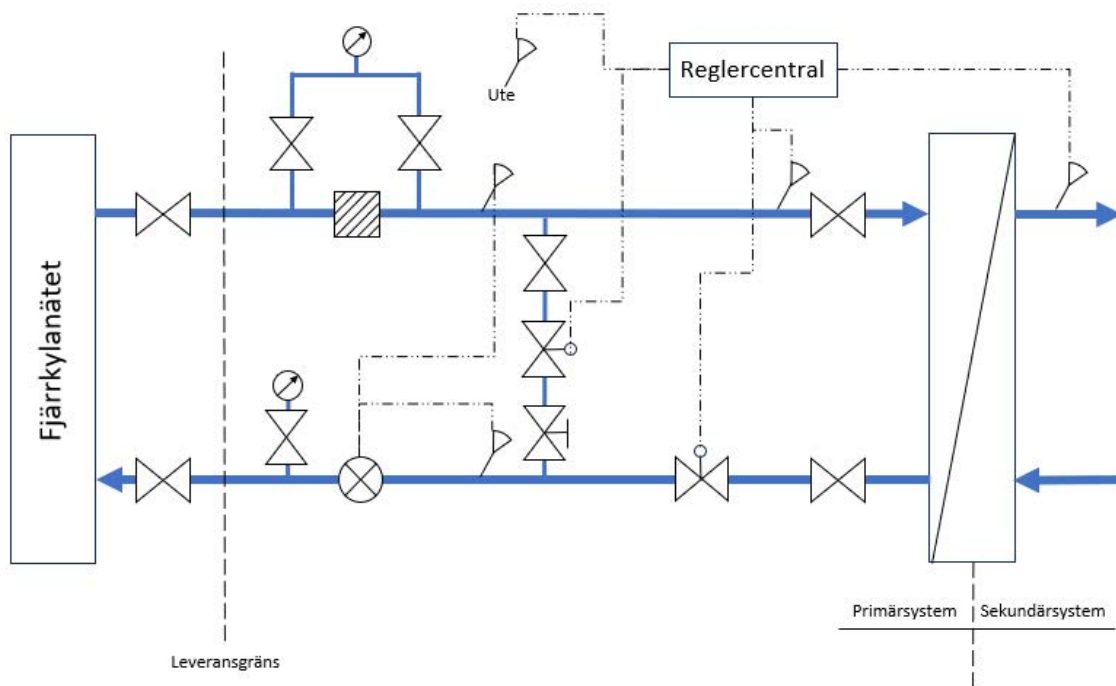 Reglercentral
Ute
Fjärrkylanätet
Primärsystem
Sekundärsystem
Leveransgräns